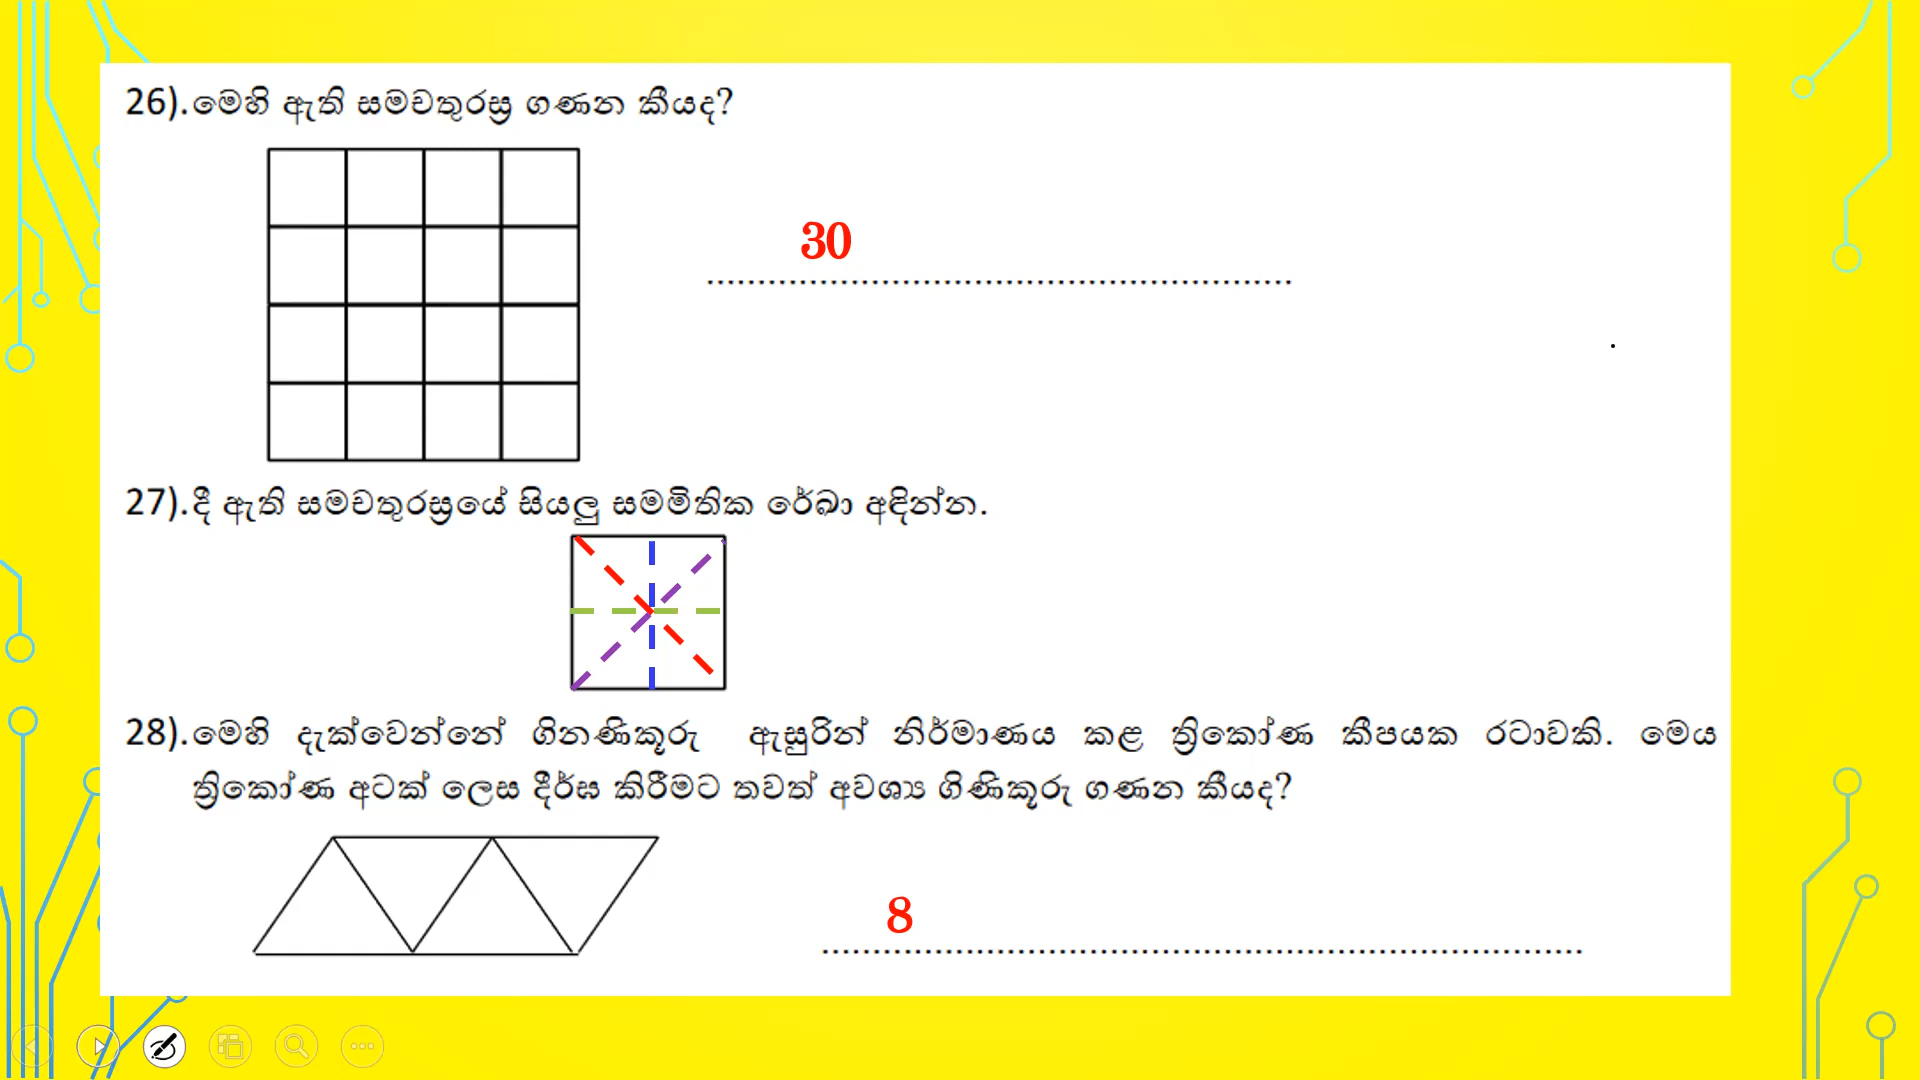 26).මෙහි ඇති සමචතුරස්‍ර ගණන කීයද?
30
......................................................
27).දී ඇති සමචතුරස්‍රයේ සියලු සමමිතික රේඛා අඳින්න.
28).මෙහි දැක්වෙන්නේ ගිනණිකූරු ඇසුරින් නිර්මාණය කළ ත්‍රිකෝණ කීපයක රටාවකි. මෙය
ත්‍රිකෝණ අටක් ලෙස දීර්ඝ කිරීමට තවත් අවශ්‍ය ගිණිකූරු ගණන කීයද?
8
......................................................................